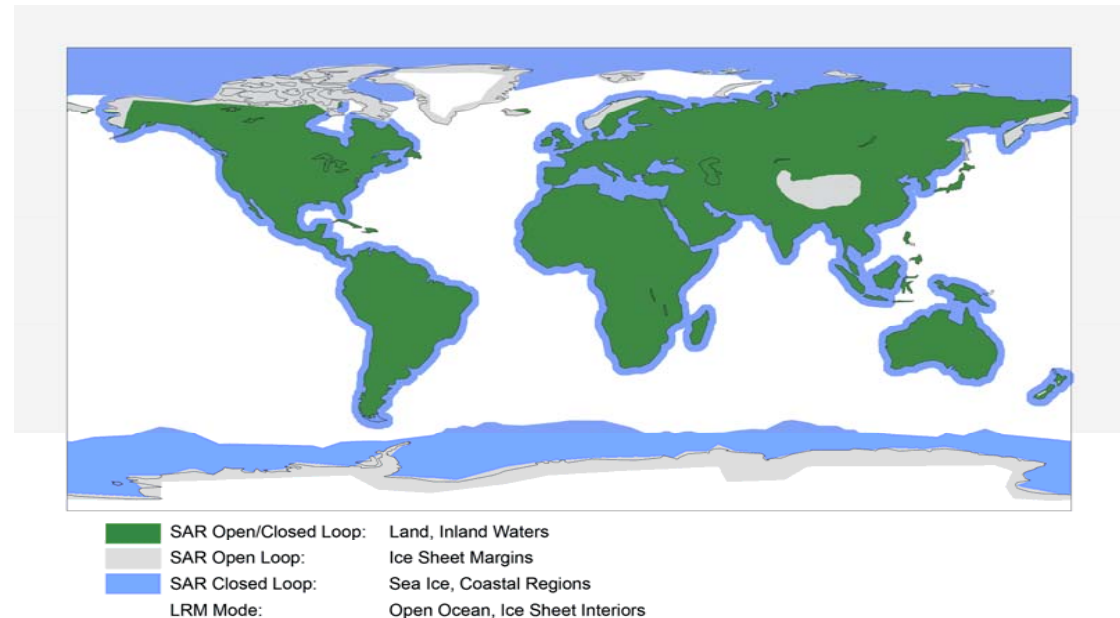 SAR Open/Closed Loop: Land, Inland Waters
SAR Open Loop: Ice Sheet Margins
SAR Closed Loop: Sea Ice, Coastal Regions
LRM Mode: Open Ocean, Ice Sheet Interiors